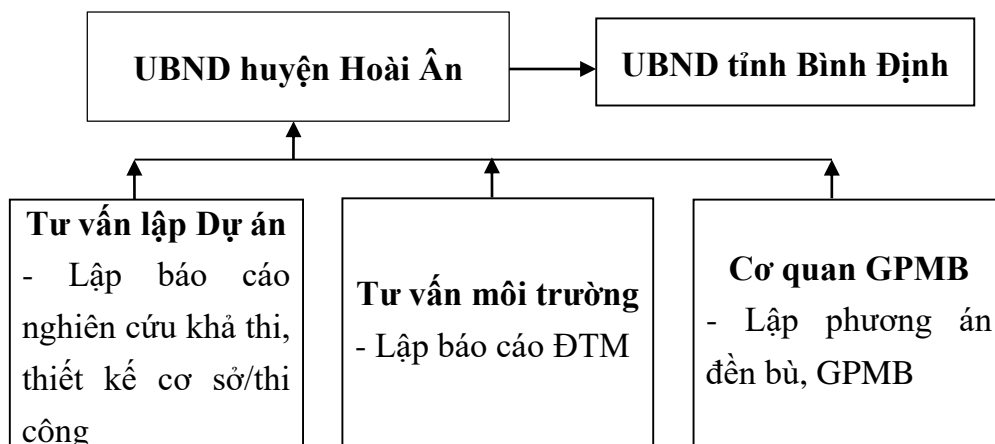 UBND huyện Hoài Ân
UBND tỉnh Bình Định
Tư vấn lập Dự án
- Lập báo cáo
nghiên cứu khả thi,
thiết kế cơ sở/thi
công
Tư vấn môi trường
- Lập báo cáo ĐTM
Cơ quan GPMB
- Lập phương án
đền bù, GPMB